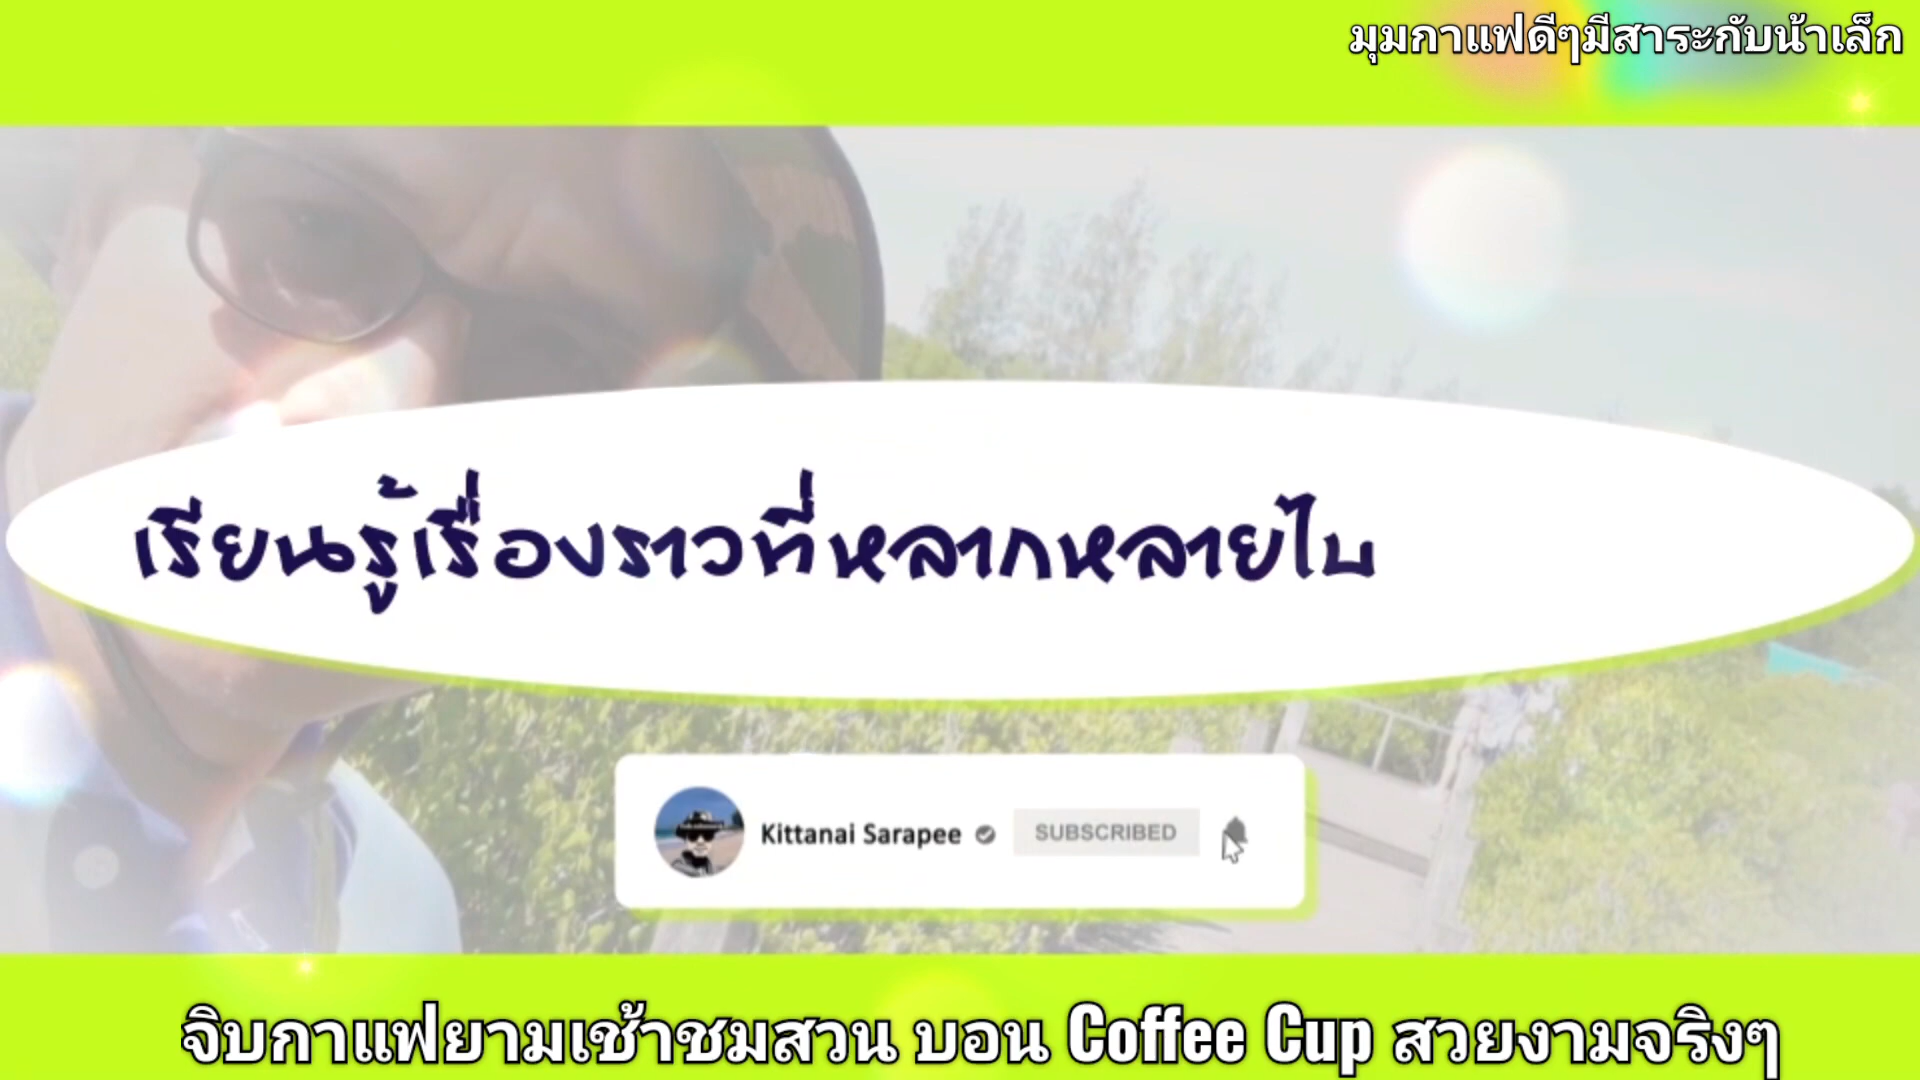 มุมกาแฟดีๆมีสาระกับน้าเล็ก
เรียนรู้เรื่องราวที่หลากหลายไบ
Kittanai Sarapee
SUBSCRIBED
จิบกาแฟยามเช้าชมสวน บอน Coffee Cup สวยงามจริงๆ